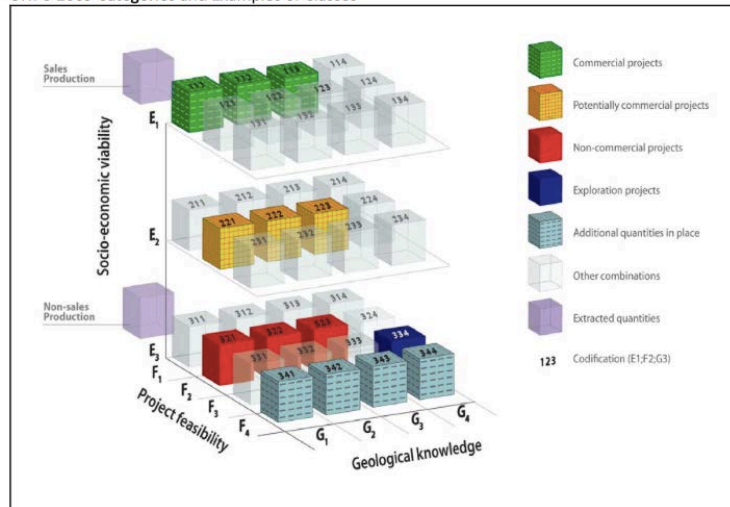 UNFC-2009 Categories and Examples of Classes
Sales
Production
E1
111 112 113 114
121 122 123 124
131 132 133 134
Socio-economic viability
E2
211 212 213 214
221 222 223 224
231 232 233 234
Non-sales
Production
E3
311 312 313 314
321 322 323 324
331 332 333 334
341 342 343 344
F1
F2
F3
F4
Project feasibility
G1
G2
G3
G4
Geological knowledge
Commercial projects
Potentially commercial projects
Non-commercial projects
Exploration projects
Additional quantities in place
Other combinations
Extracted quantities
123 Codification (E1;F2;G3)